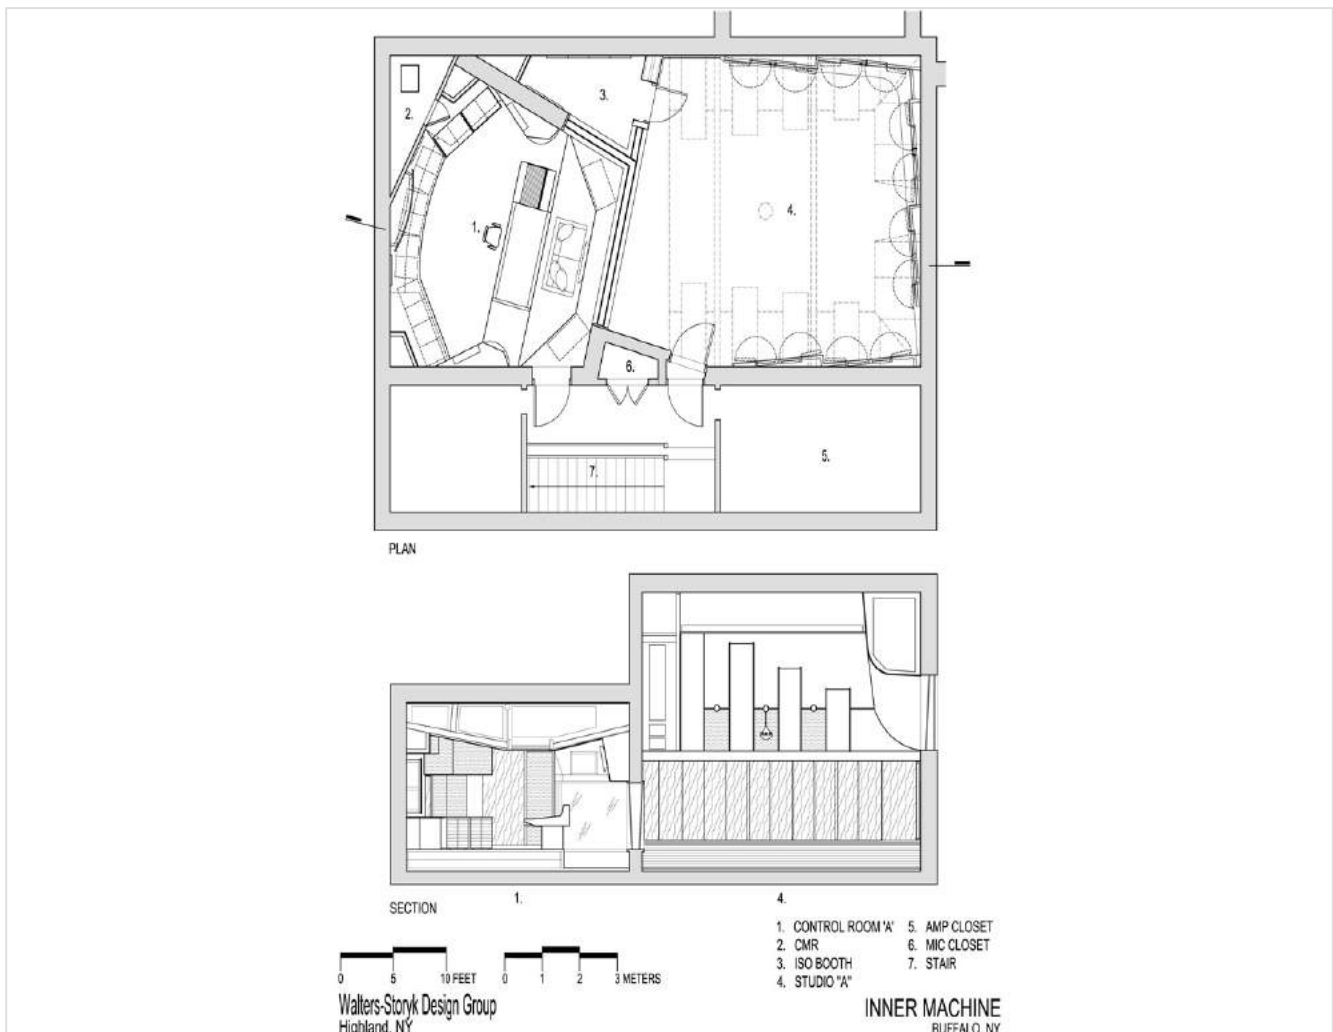 3.
2.
4.
1.
6.
5.
7.
PLAN
1.
4.
SECTION
1. CONTROL ROOM 'A'
2. CMR
3. ISO BOOTH
4. STUDIO "A"
5. AMP CLOSET
6. MIC CLOSET
7. STAIR
0 5 10 FEET
0 1 2 3 METERS
Walters-Storyk Design Group
Highland, NY
INNER MACHINE
BUFFALO, NY